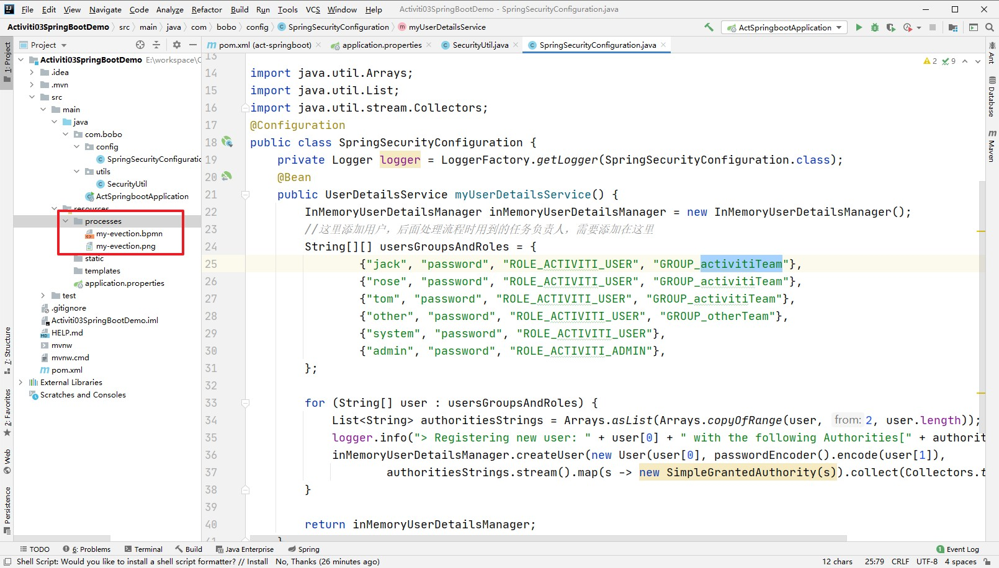 File Edit View Navigate Code Analyze Refactor Build Run Tools VCS Window Help Activiti03SpringBootDemo - SpringSecurityConfiguration.java
Activiti03SpringBootDemo src main java com bobo config SpringSecurityConfiguration myUserDetailsService ActSpringbootApplication
Project pom.xml (act-springboot) application.properties SecurityUtil.java SpringSecurityConfiguration.java
1: Project
7: Structure
2: Favorites
Web
Persistence
Activiti03SpringBootDemo E:\workspace\
.idea
.mvn
src
main
java
com.bobo
config
SpringSecurityConfiguratic
utils
SecurityUtil
ActSpringbootApplication
resources
processes
my-evection.bpmn
my-evection.png
static
templates
application.properties
test
.gitignore
Activiti03SpringBootDemo.iml
HELP.md
mvnw
mvnw.cmd
pom.xml
External Libraries
Scratches and Consoles
2 9
13
14 import java.util.Arrays;
15 import java.util.List;
16 import java.util.stream.Collectors;
17 @Configuration
18 public class SpringSecurityConfiguration {
19 private Logger logger = LoggerFactory.getLogger(SpringSecurityConfiguration.class);
20 @Bean
21 public UserDetailsService myUserDetailsService() {
22 InMemoryUserDetailsManager inMemoryUserDetailsManager = new InMemoryUserDetailsManager();
23 //这里添加用户，后面处理流程时用到的任务负责人，需要添加在这里
24 String[][] usersGroupsAndRoles = {
25 {"jack", "password", "ROLE_ACTIVITI_USER", "GROUP_activitiTeam"},
26 {"rose", "password", "ROLE_ACTIVITI_USER", "GROUP_activitiTeam"},
27 {"tom", "password", "ROLE_ACTIVITI_USER", "GROUP_activitiTeam"},
28 {"other", "password", "ROLE_ACTIVITI_USER", "GROUP_otherTeam"},
29 {"system", "password", "ROLE_ACTIVITI_USER"},
30 {"admin", "password", "ROLE_ACTIVITI_ADMIN"},
31 };
32
33 for (String[] user : usersGroupsAndRoles) {
34 List<String> authoritiesStrings = Arrays.asList(Arrays.copyOfRange(user, from: 2, user.length));
35 logger.info("> Registering new user: " + user[0] + " with the following Authorities[" + authorit
36 inMemoryUserDetailsManager.createUser(new User(user[0], passwordEncoder().encode(user[1]),
37 authoritiesStrings.stream().map(s -> new SimpleGrantedAuthority(s)).collect(Collectors.t
38 }
39
40 return inMemoryUserDetailsManager;
41 }
Ant
Database
Maven
TODO 6: Problems Terminal Build Java Enterprise Spring 1 Event Log
Shell Script: Would you like to install a shell script formatter? // Install No, Thanks (26 minutes ago) 12 chars 25:79 CRLF UTF-8 4 spaces